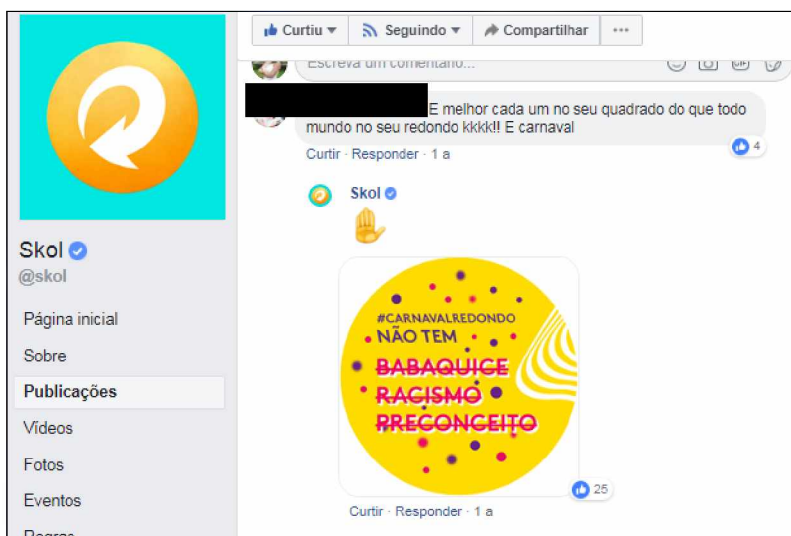 Curtiu
Seguindo
Compartilhar
Escreva um comentário...
GIF
E melhor cada um no seu quadrado do que todo
mundo no seu redondo kkkk!! E carnaval
Curtir · Responder · 1 a
4
Skol
#CARNAVALREDONDO
NÃO TEM
BABAQUICE
RACISMO
PRECONCEITO
25
Curtir · Responder · 1 a
Skol
@skol
Página inicial
Sobre
Publicações
Vídeos
Fotos
Eventos
Regras